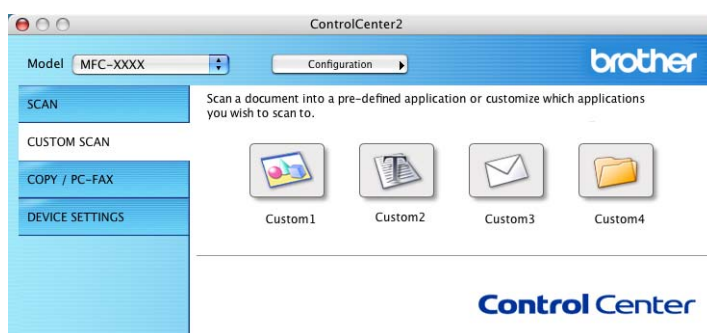 ControlCenter2
Model MFC-XXXX Configuration brother
SCAN
CUSTOM SCAN
COPY / PC-FAX
DEVICE SETTINGS
Scan a document into a pre-defined application or customize which applications
you wish to scan to.
T
Custom1 Custom2 Custom3 Custom4
Control Center